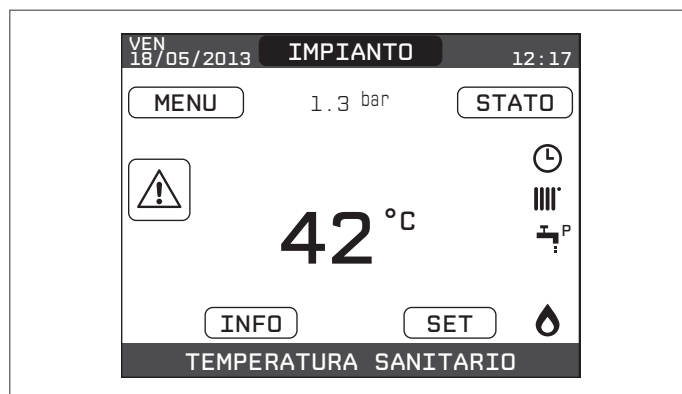 VEN
18/05/2013 IMPIANTO 12:17
MENU 1.3 bar STATO
42 °C
P
INFO SET
TEMPERATURA SANITARIO